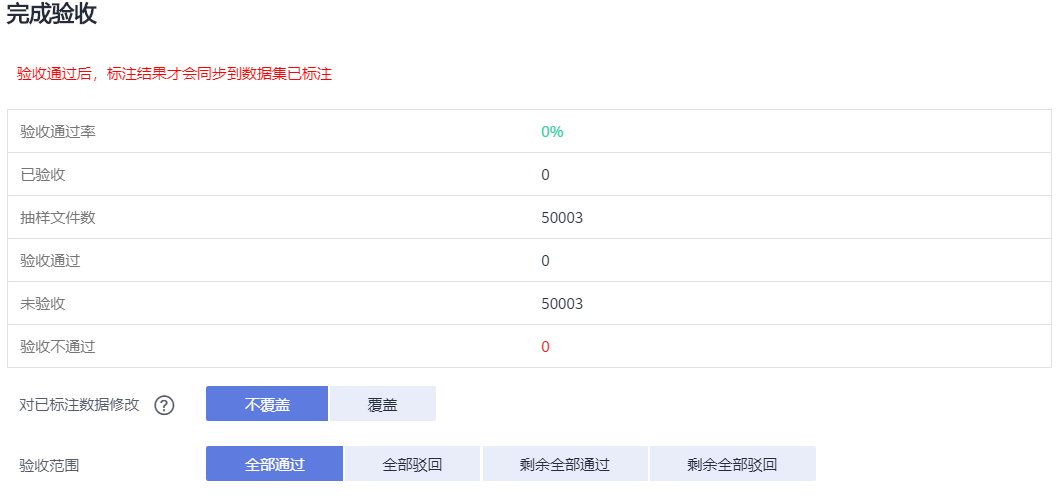 完成验收
验收通过后，标注结果才会同步到数据集已标注
验收通过率 0%
已验收 0
抽样文件数 50003
验收通过 0
未验收 50003
验收不通过 0
对已标注数据修改 ? 不覆盖 覆盖
验收范围 全部通过 全部驳回 剩余全部通过 剩余全部驳回